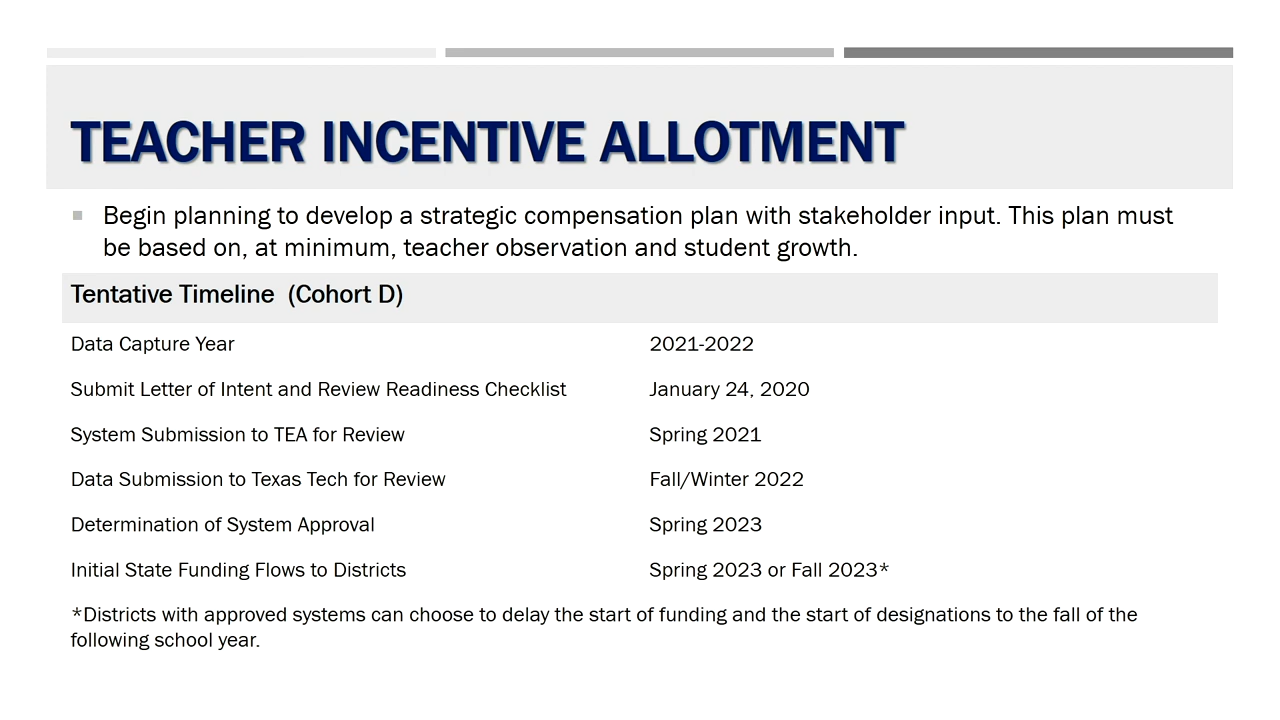 TEACHER INCENTIVE ALLOTMENT
Begin planning to develop a strategic compensation plan with stakeholder input. This plan must
be based on, at minimum, teacher observation and student growth.
Tentative Timeline (Cohort D)
Data Capture Year 2021-2022
Submit Letter of Intent and Review Readiness Checklist January 24, 2020
System Submission to TEA for Review Spring 2021
Data Submission to Texas Tech for Review Fall/Winter 2022
Determination of System Approval Spring 2023
Initial State Funding Flows to Districts Spring 2023 or Fall 2023*
*Districts with approved systems can choose to delay the start of funding and the start of designations to the fall of the
following school year.